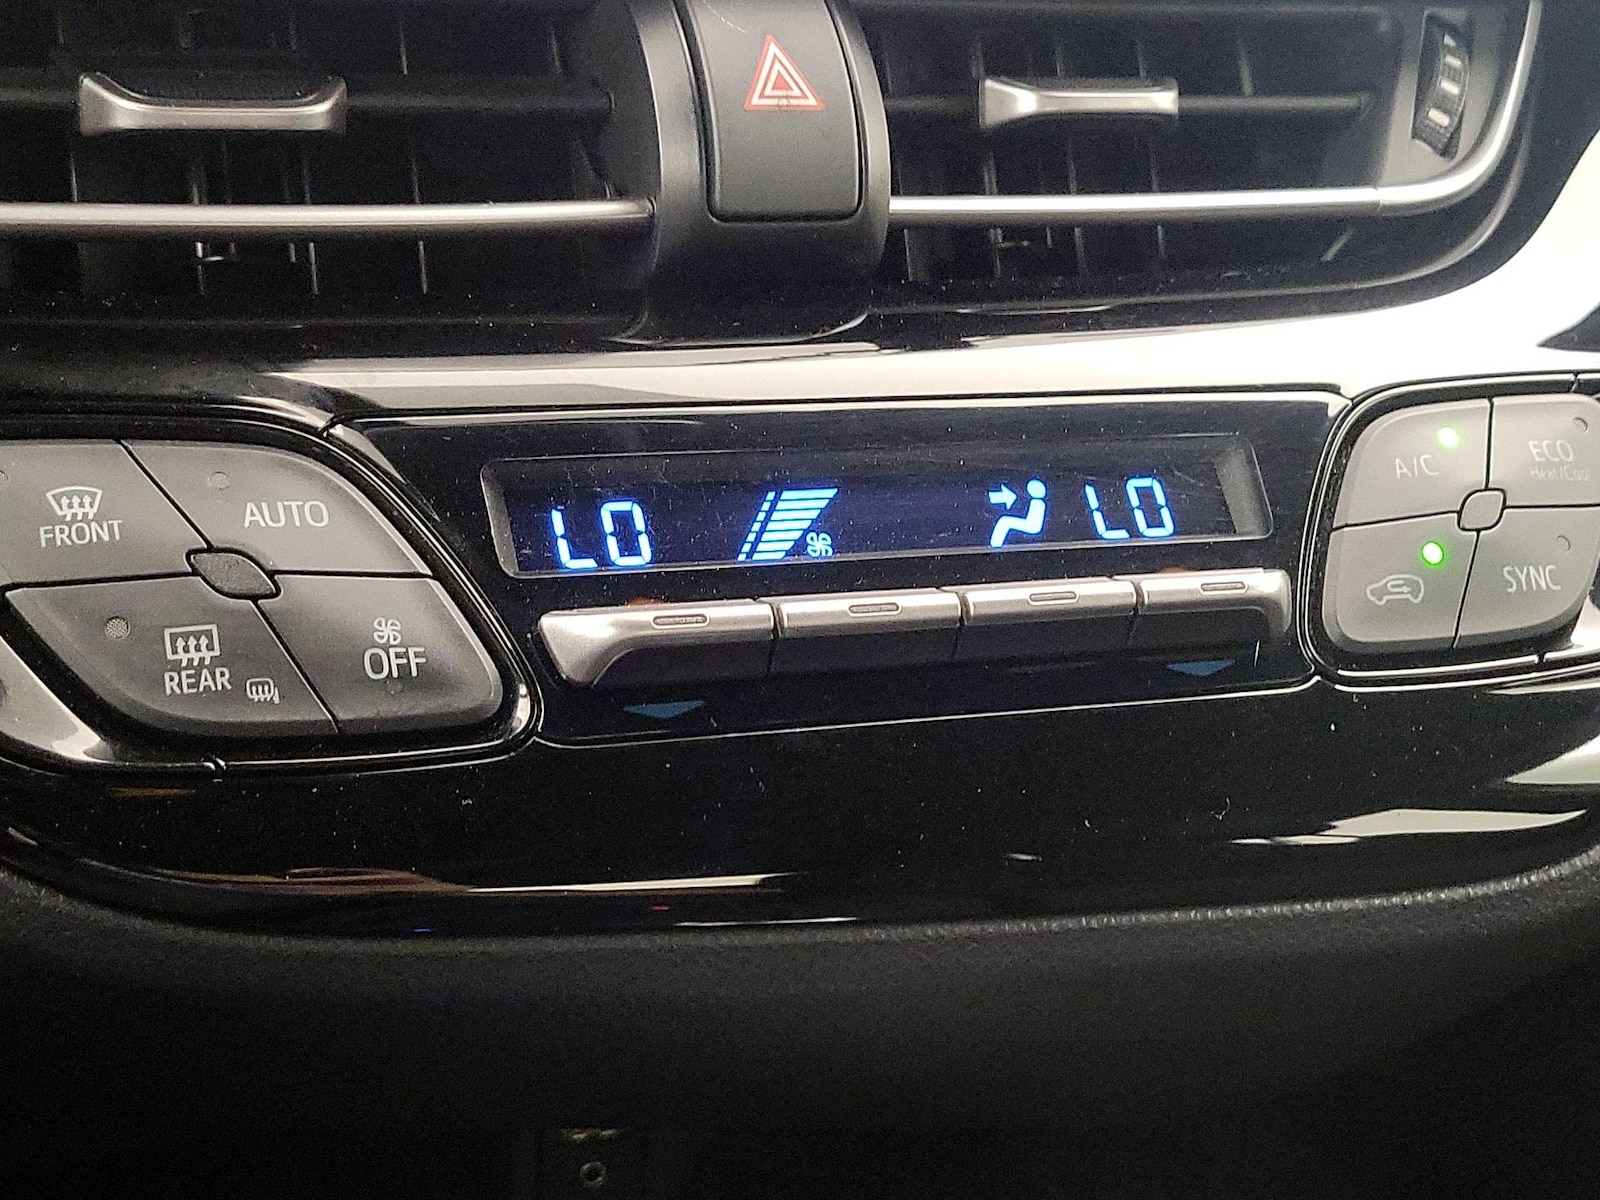 FRONT
AUTO
REAR
OFF
LO
LO
A/C
ECO
Heat/Cool
SYNC